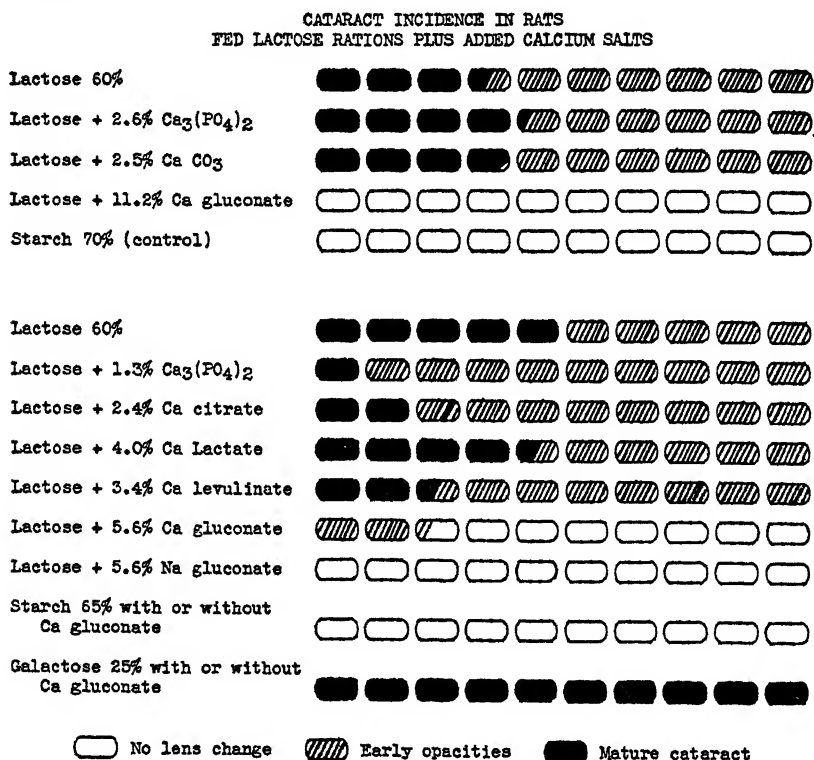 CATARACT INCIDENCE IN RATS
FED LACTOSE RATIONS PLUS ADDED CALCIUM SALTS
Lactose 60%
Lactose + 2.6% Ca3(PO4)2
Lactose + 2.5% Ca CO3
Lactose + 11.2% Ca gluconate
Starch 70% (control)
Lactose 60%
Lactose + 1.3% Ca3(PO4)2
Lactose + 2.4% Ca citrate
Lactose + 4.0% Ca Lactate
Lactose + 3.4% Ca levulinate
Lactose + 5.6% Ca gluconate
Lactose + 5.6% Na gluconate
Starch 65% with or without
Ca gluconate
Galactose 25% with or without
Ca gluconate
No lens change Early opacities Mature cataract